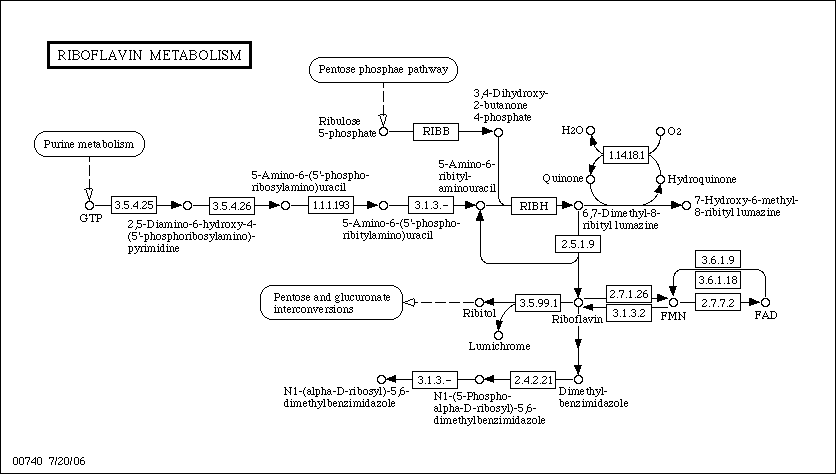 RIBOFLAVIN METABOLISM
Pentose phosphae pathway
3,4-Dihydroxy-
2-butanone
4-phosphate
Ribulose
5-phosphate
RIBB
H2O
O2
1.14.18.1
Purine metabolism
5-Amino-6-(5'-phospho-
ribosylamino)uracil
5-Amino-6-
ribityl-
aminouracil
Quinone
Hydroquinone
GTP
3.5.4.25
3.5.4.26
1.1.1.193
3.1.3.-
RIBH
7-Hydroxy-6-methyl-
8-ribityl lumazine
2,5-Diamino-6-hydroxy-4-
(5'-phosphoribosylamino)-
pyrimidine
5-Amino-6-(5'-phospho-
ribitylamino)uracil
6,7-Dimethyl-8-
ribityl lumazine
2.5.1.9
3.6.1.9
3.6.1.18
Pentose and glucuronate
interconversions
Ribitol
3.5.99.1
Riboflavin
2.7.1.26
3.1.3.2
FMN
2.7.7.2
FAD
Lumichrome
3.1.3.-
2.4.2.21
N1-(alpha-D-ribosyl)-5,6-
dimethylbenzimidazole
N1-(5-Phospho-
alpha-D-ribosyl)-5,6-
dimethylbenzimidazole
Dimethyl-
benzimidazole
00740 7/20/06